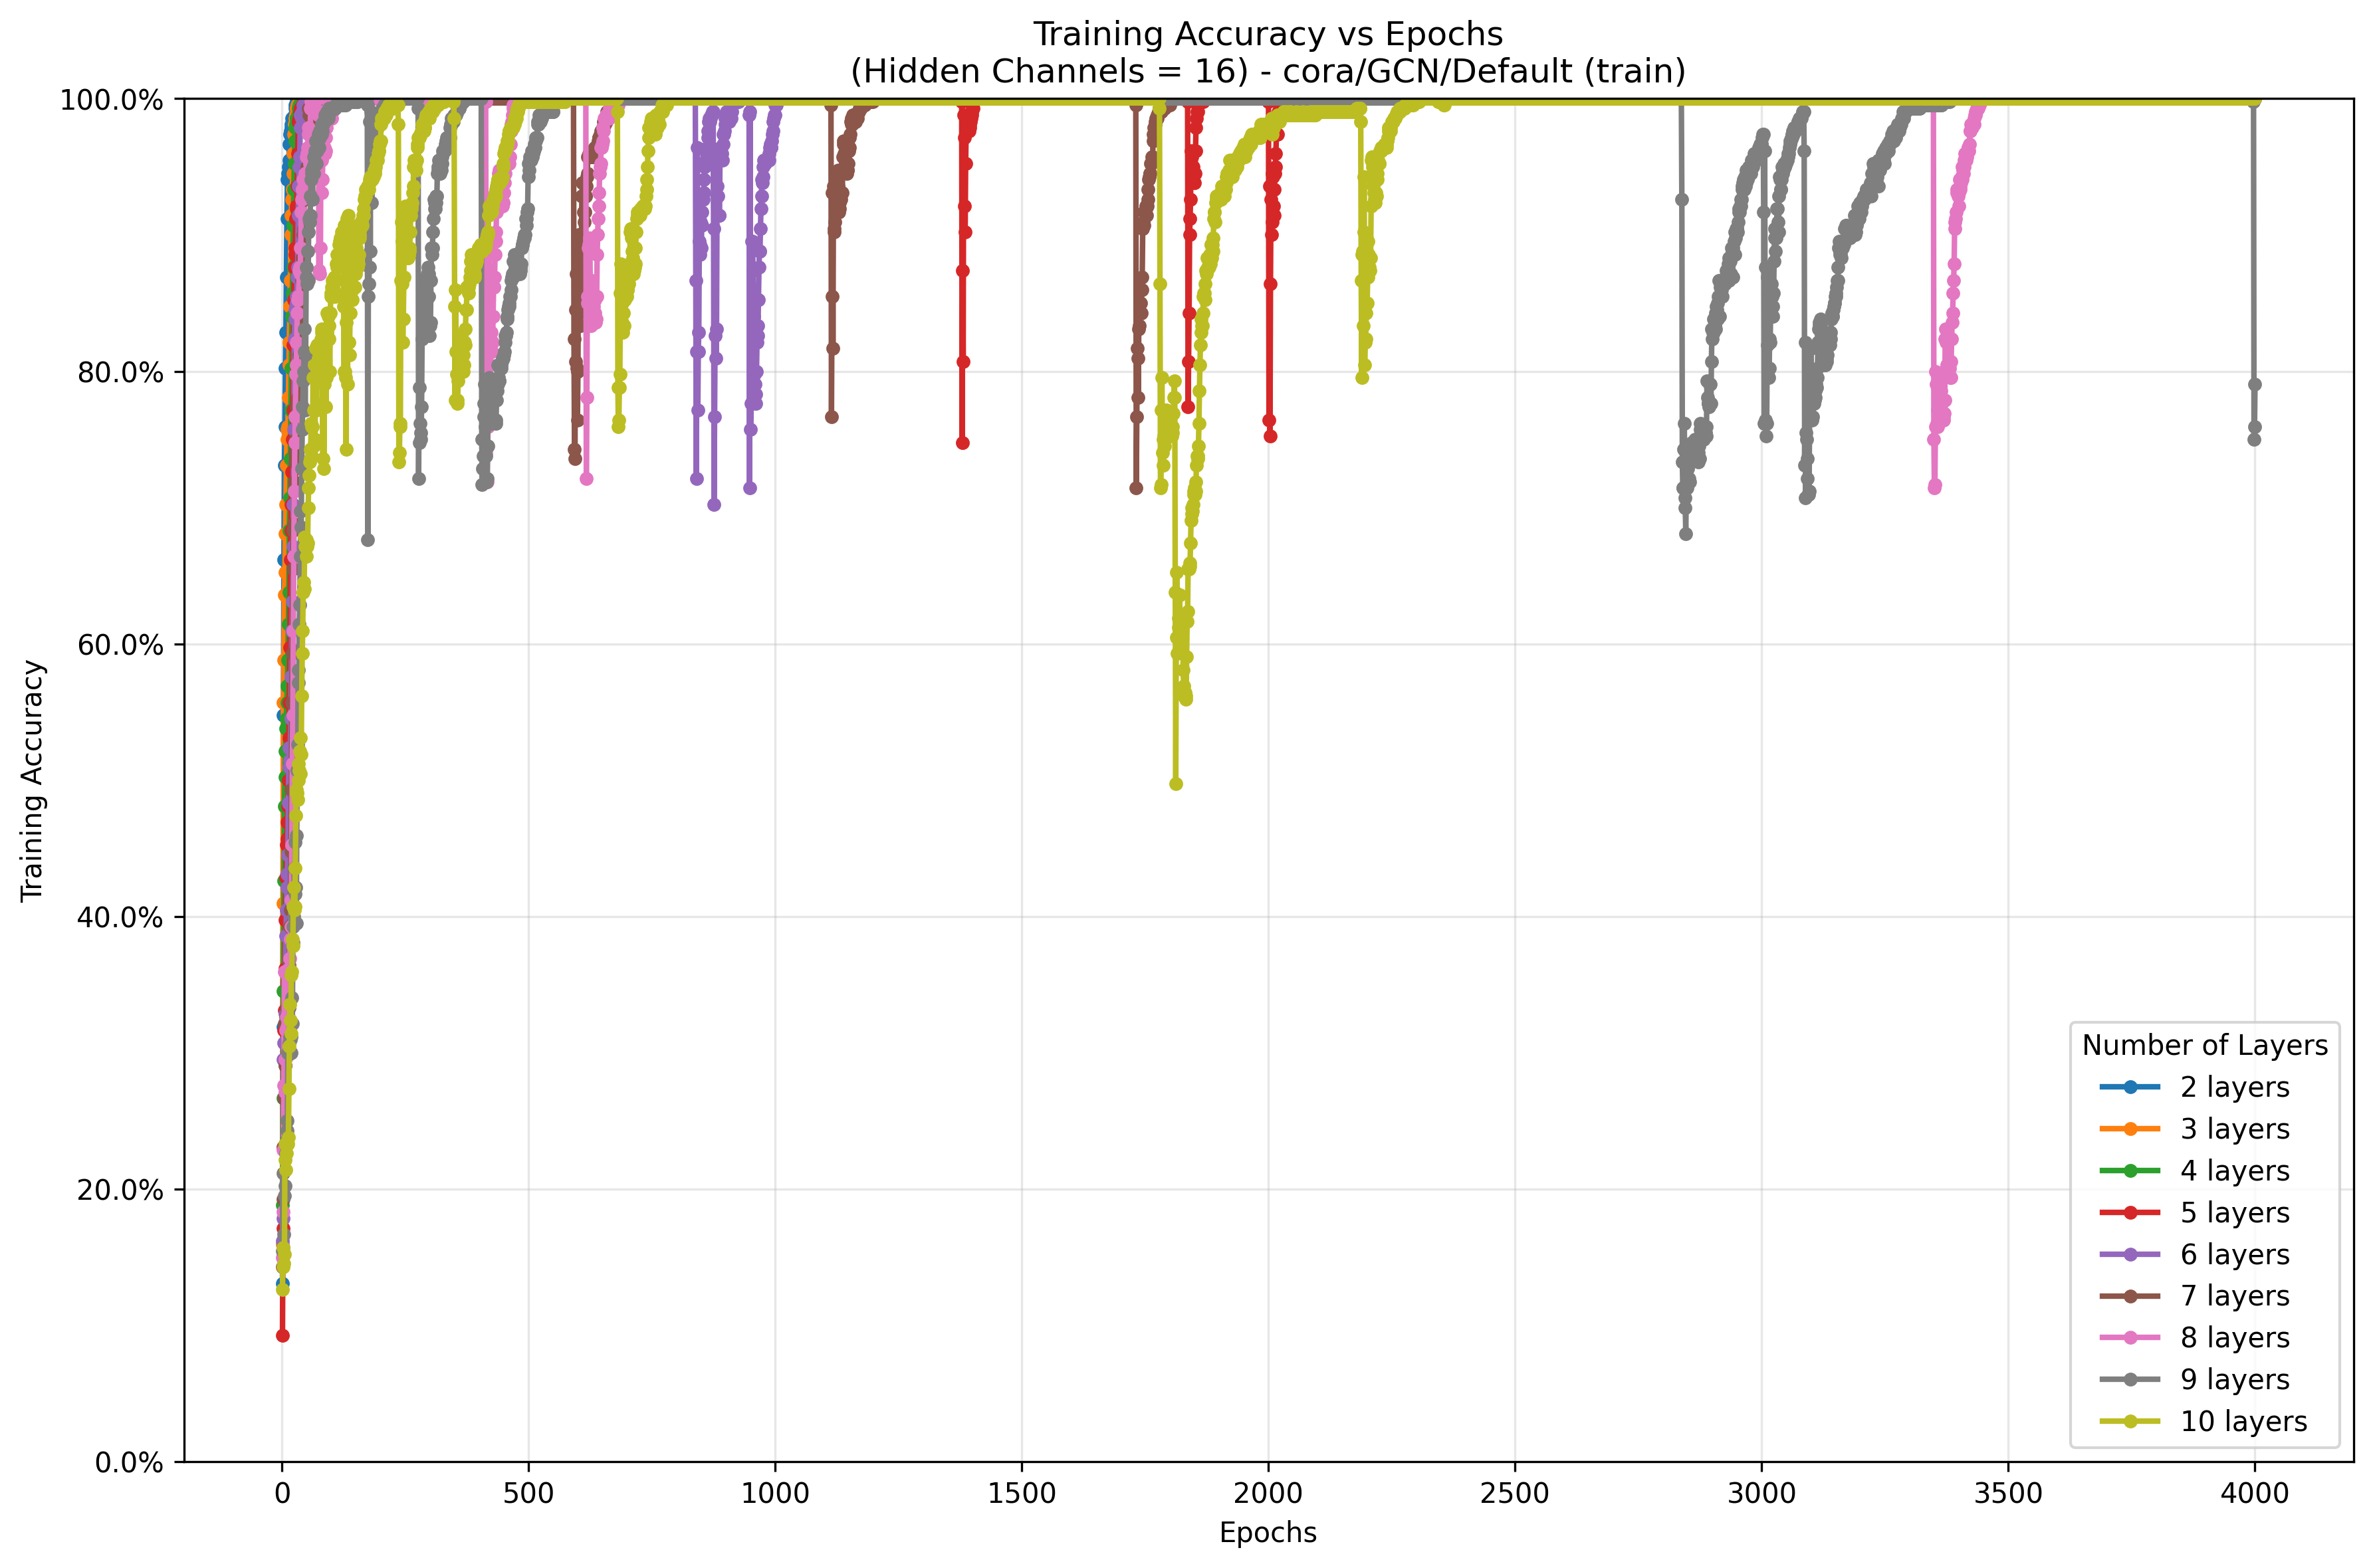 Training Accuracy vs Epochs
(Hidden Channels = 16) - cora/GCN/Default (train)
Training Accuracy
100.0%
80.0%
60.0%
40.0%
20.0%
0.0%
0
500
1000
1500
2000
2500
3000
3500
4000
Epochs
Number of Layers
2 layers
3 layers
4 layers
5 layers
6 layers
7 layers
8 layers
9 layers
10 layers